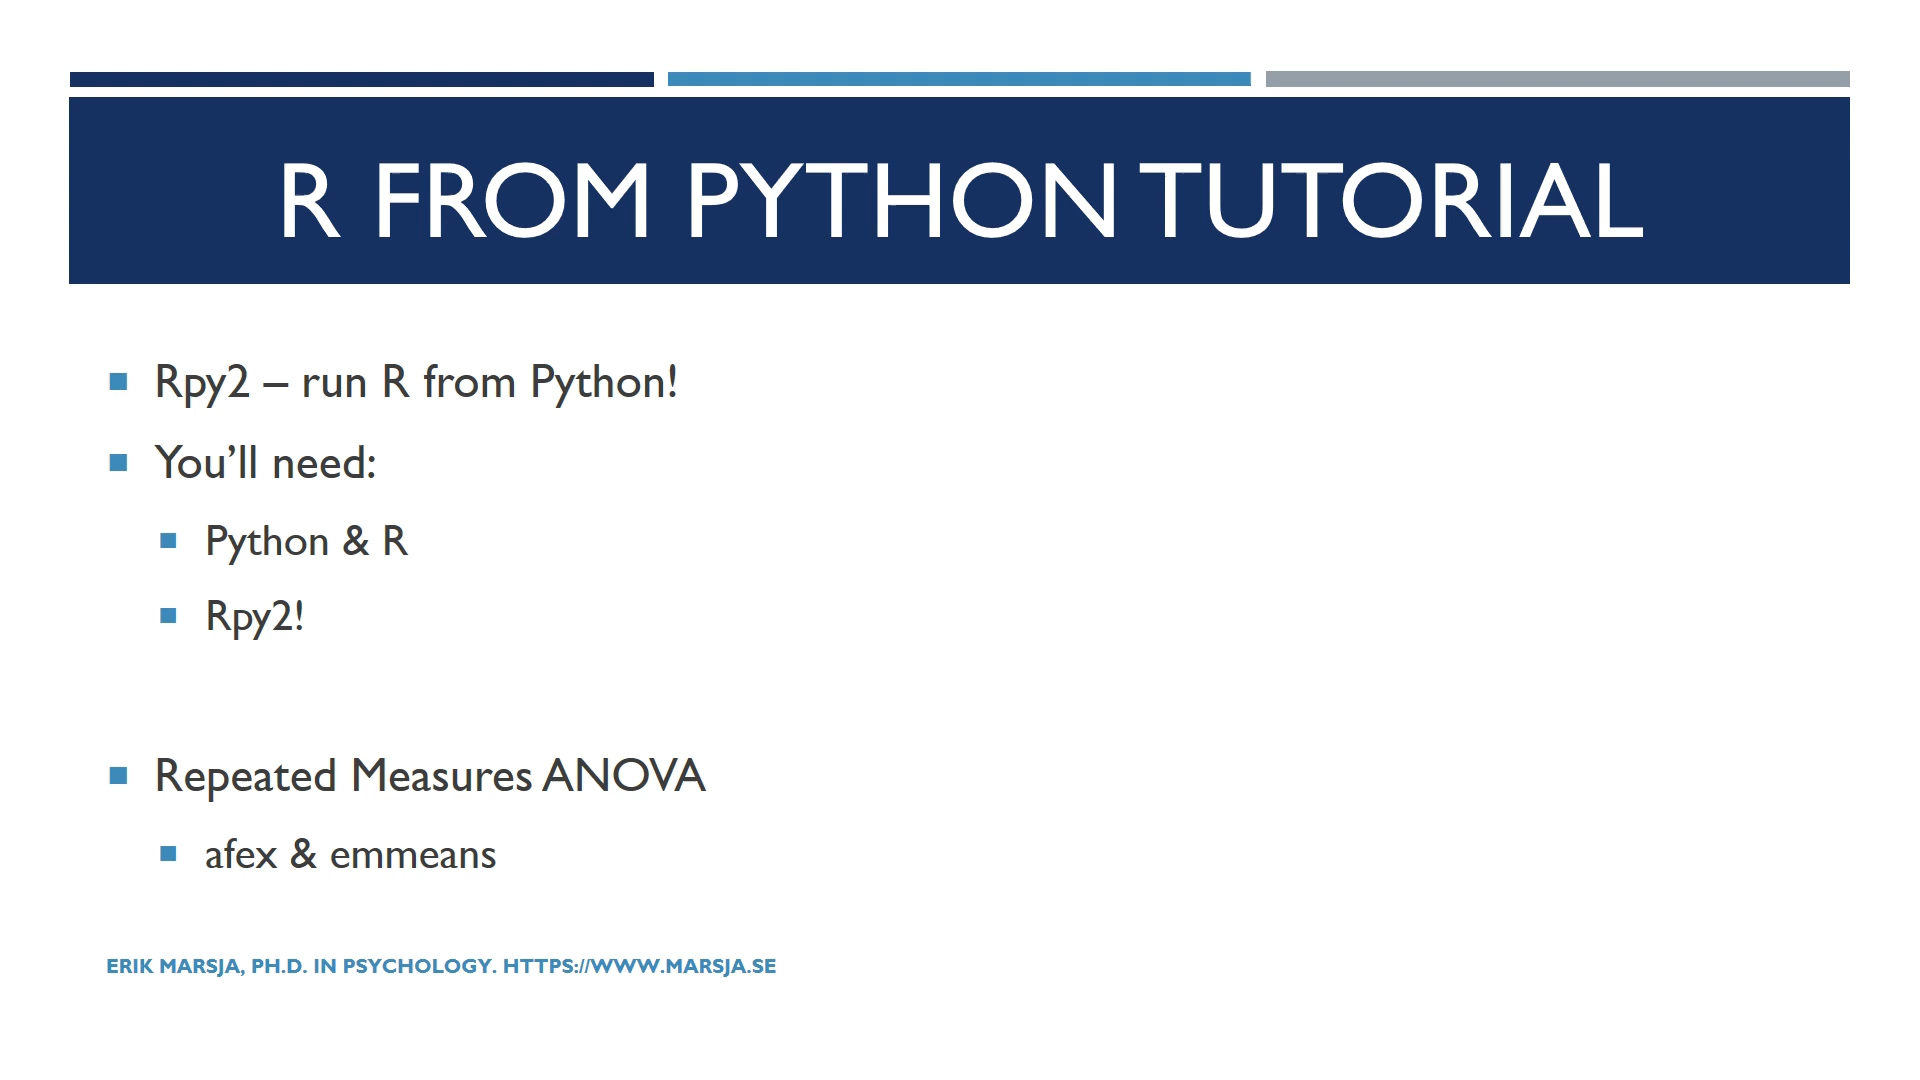 R FROM PYTHON TUTORIAL
Rpy2 – run R from Python!
You’ll need:
Python & R
Rpy2!
Repeated Measures ANOVA
afex & emmeans
ERIK MARSJA, PH.D. IN PSYCHOLOGY. HTTPS://WWW.MARSJA.SE